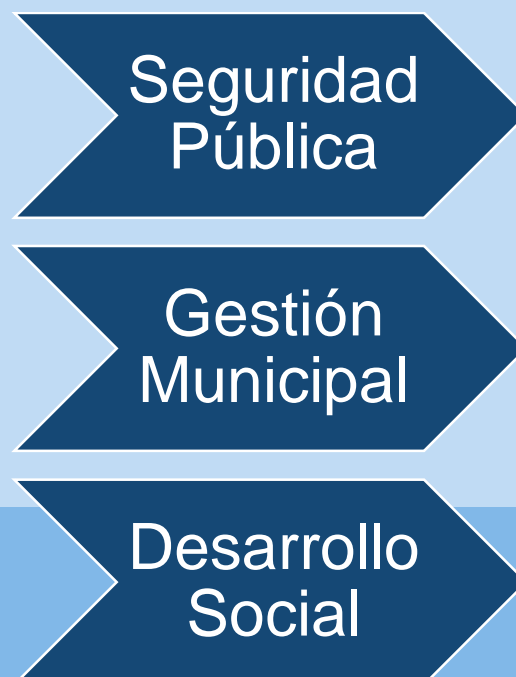 Seguridad
Pública
Gestión
Municipal
Desarrollo
Social